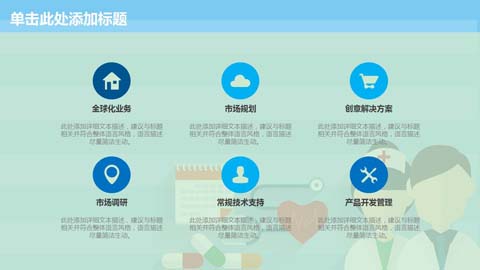 单击此处添加标题
全球化业务
市场规划
创意解决方案
此处添加详细文本描述，建议与标题
相关并符合整体语言风格，语言描述
尽量简洁生动。
此处添加详细文本描述，建议与标题
相关并符合整体语言风格，语言描述
尽量简洁生动。
此处添加详细文本描述，建议与标题
相关并符合整体语言风格，语言描述
尽量简洁生动。
市场调研
常规技术支持
产品开发管理
此处添加详细文本描述，建议与标题
相关并符合整体语言风格，语言描述
尽量简洁生动。
此处添加详细文本描述，建议与标题
相关并符合整体语言风格，语言描述
尽量简洁生动。
此处添加详细文本描述，建议与标题
相关并符合整体语言风格，语言描述
尽量简洁生动。